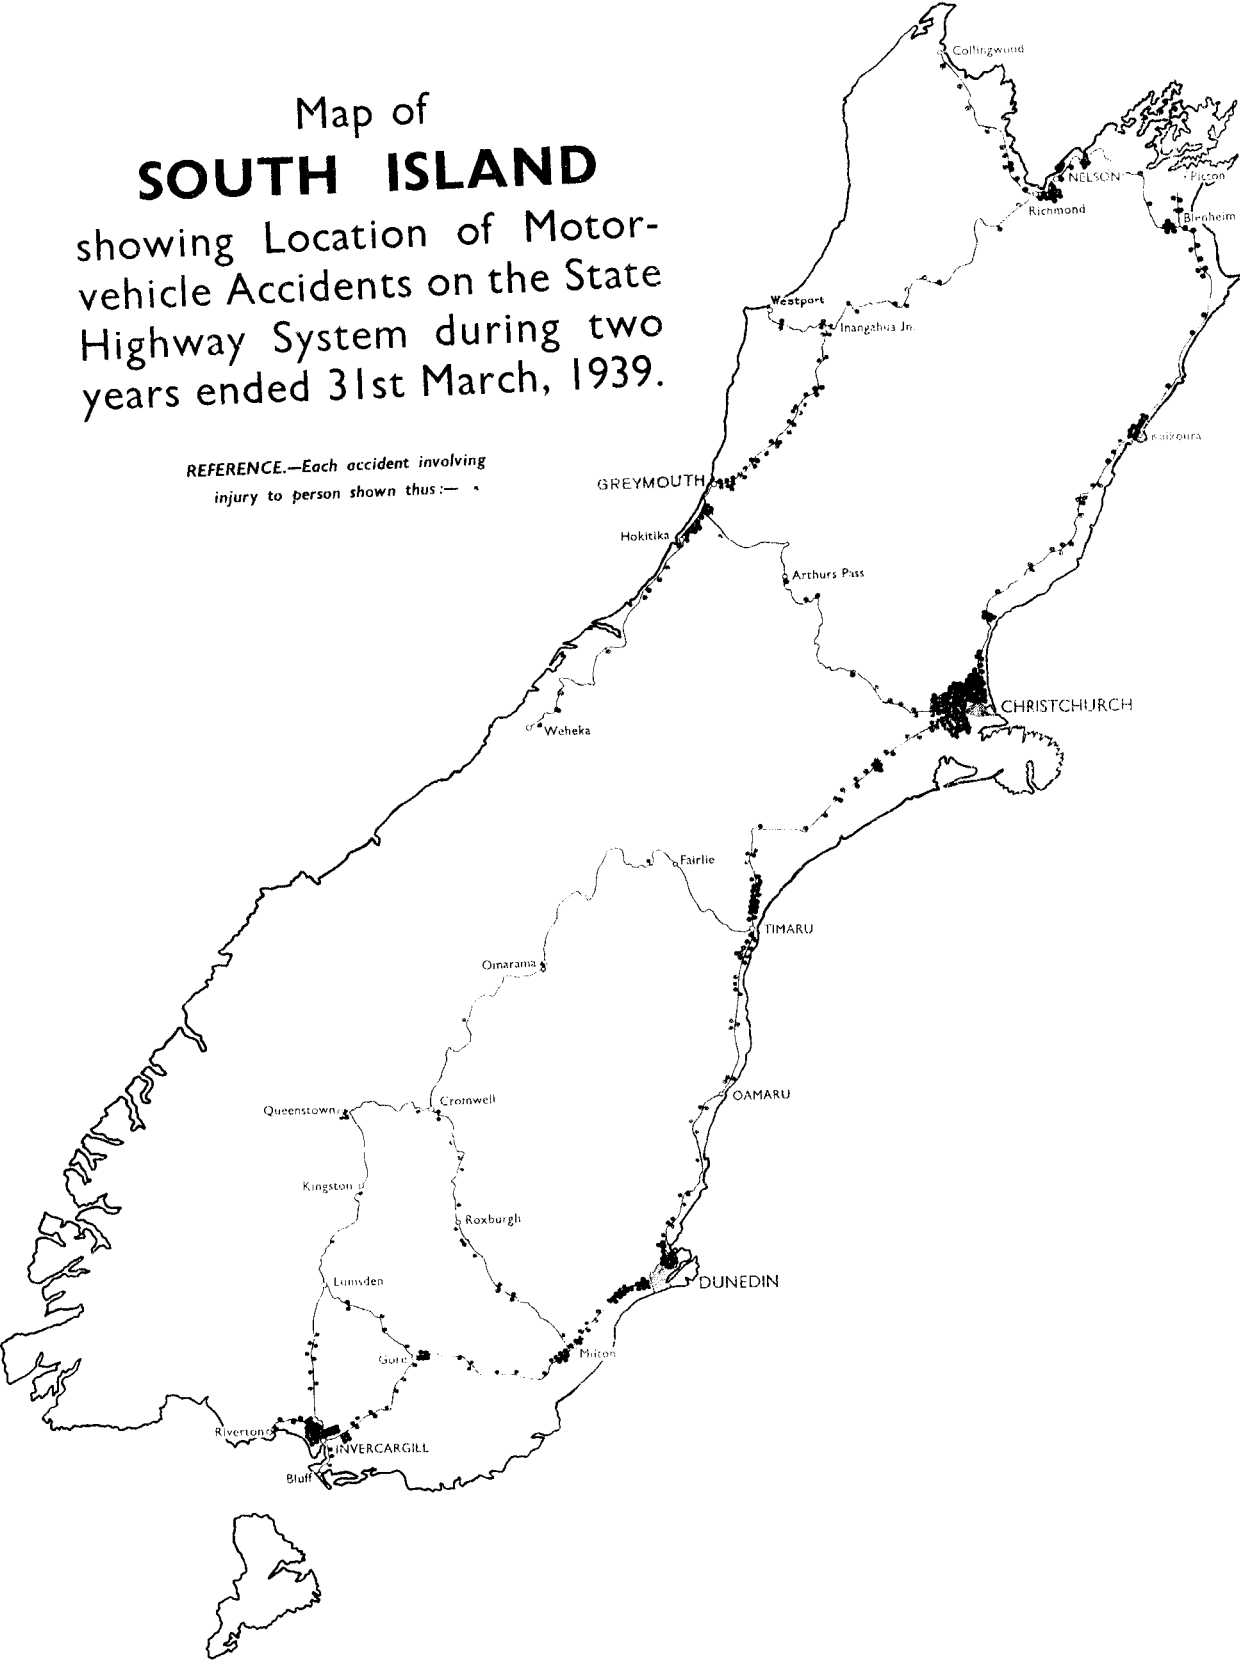 Map of
SOUTH ISLAND
showing Location of Motor-
vehicle Accidents on the State
Highway System during two
years ended 31st March, 1939.
REFERENCE.—Each accident involving
injury to person shown thus:—
Collingwood
NELSON
Picton
Richmond
Blenheim
Westport
Inangahua Jn.
Kaikoura
GREYMOUTH
Hokitika
Arthurs Pass
CHRISTCHURCH
Weheka
Fairlie
TIMARU
Omarama
OAMARU
Cromwell
Queenstown
Kingston
Roxburgh
Lumsden
DUNEDIN
Milton
Gore
Riverton
INVERCARGILL
Bluff